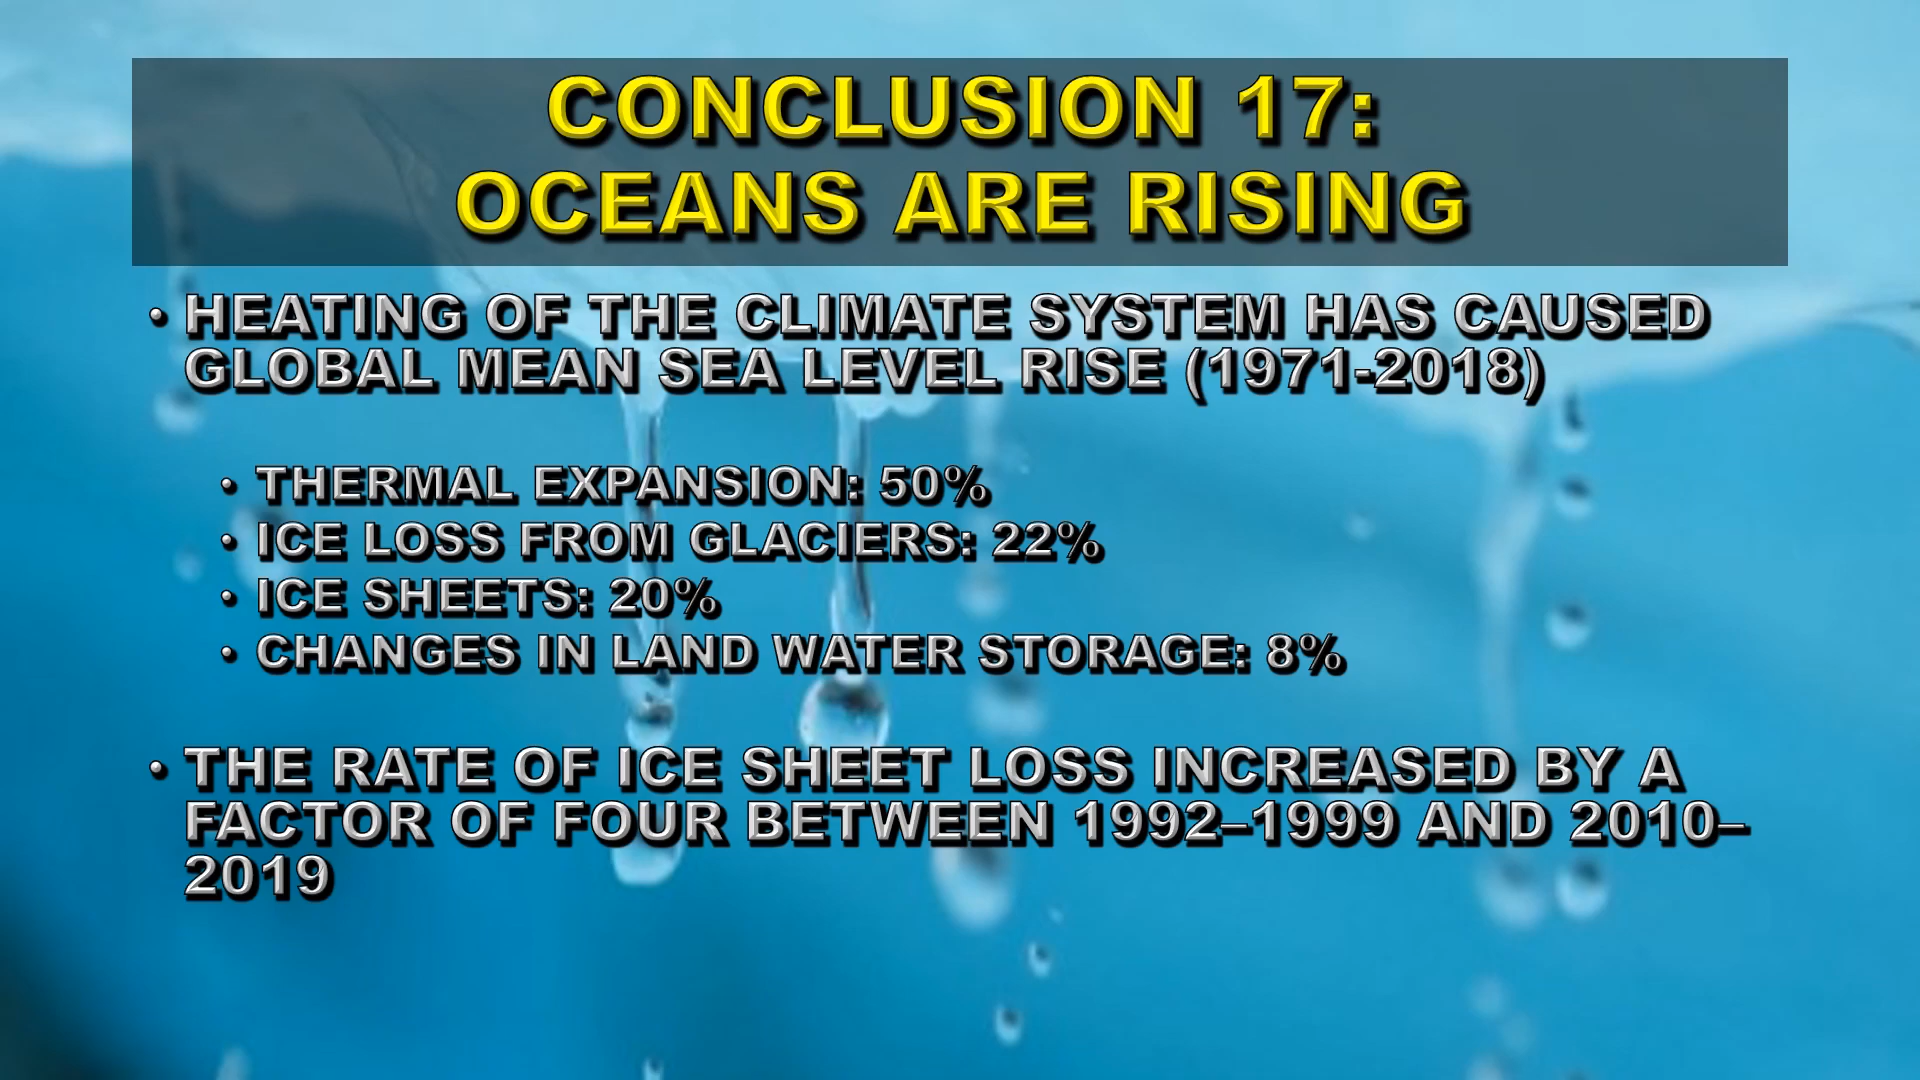 CONCLUSION 17:
OCEANS ARE RISING
• HEATING OF THE CLIMATE SYSTEM HAS CAUSED
GLOBAL MEAN SEA LEVEL RISE (1971-2018)
• THERMAL EXPANSION: 50%
• ICE LOSS FROM GLACIERS: 22%
• ICE SHEETS: 20%
• CHANGES IN LAND WATER STORAGE: 8%
• THE RATE OF ICE SHEET LOSS INCREASED BY A
FACTOR OF FOUR BETWEEN 1992–1999 AND 2010–
2019